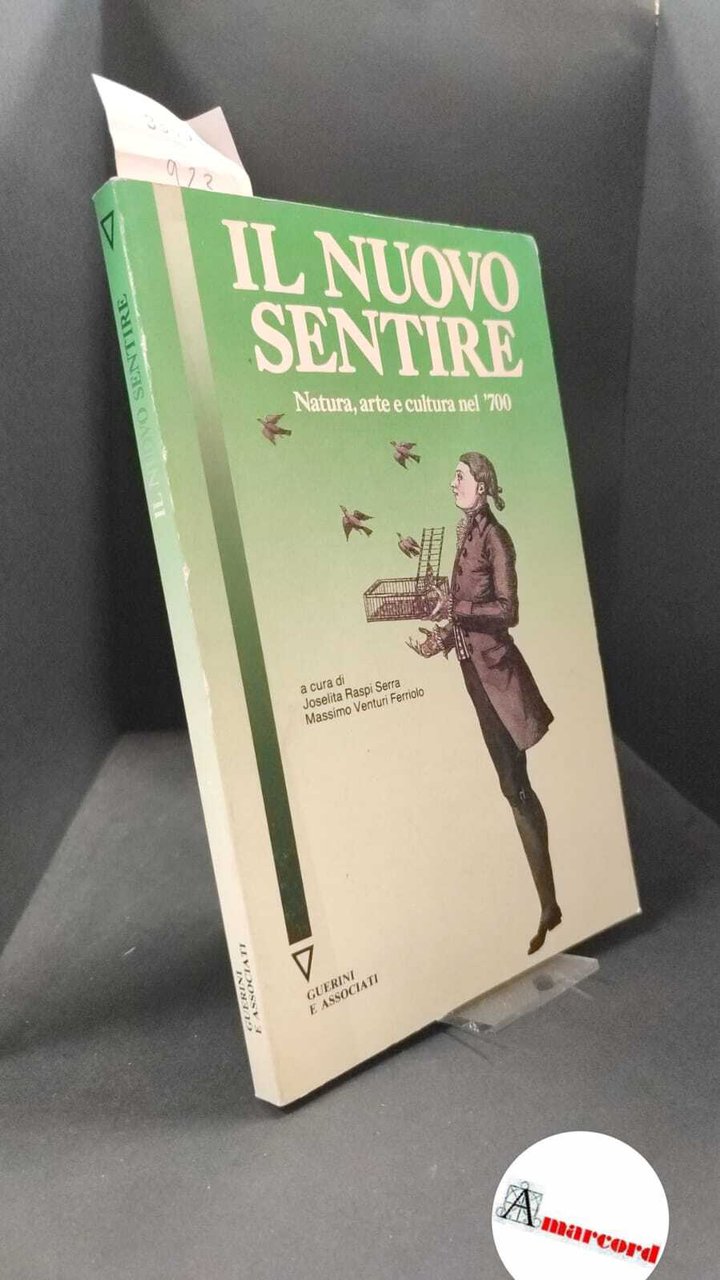 923
IL NUOVO
SENTIRE
Natura, arte e cultura nel '700
a cura di
Joselita Raspi Serra
Massimo Venturi Ferriolo
GUERINI
E ASSOCIATI
IL NUOVO SENTIRE
GUERINI
E ASSOCIATI
Amarcord